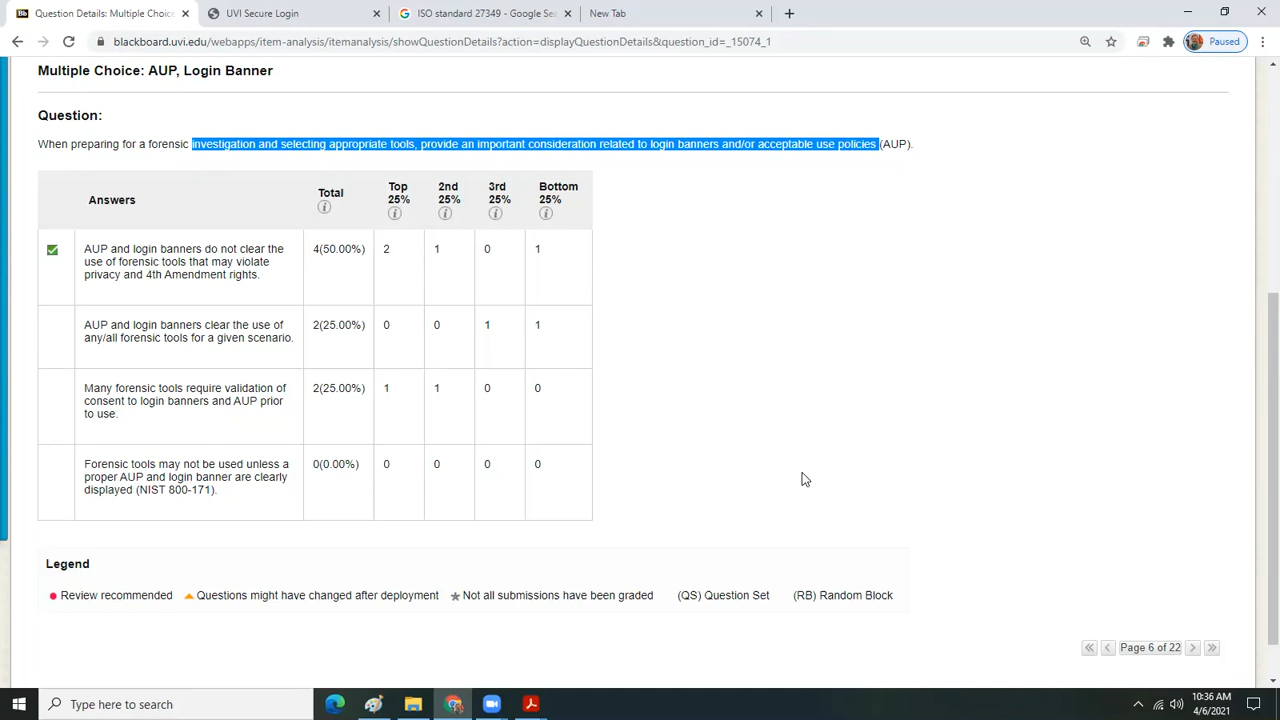 Question Details: Multiple Choic
UVI Secure Login
ISO standard 27349 - Google Sea
New Tab
blackboard.uvi.edu/webapps/item-analysis/itemanalysis/showQuestionDetails?action=displayQuestionDetails&question_id=_15074_1
Paused
Multiple Choice: AUP, Login Banner
Question:
When preparing for a forensic investigation and selecting appropriate tools, provide an important consideration related to login banners and/or acceptable use policies (AUP).
Answers
Total
Top 25%
2nd 25%
3rd 25%
Bottom 25%
AUP and login banners do not clear the
use of forensic tools that may violate
privacy and 4th Amendment rights.
4(50.00%) 2 1 0 1
AUP and login banners clear the use of
any/all forensic tools for a given scenario.
2(25.00%) 0 0 1 1
Many forensic tools require validation of
consent to login banners and AUP prior
to use.
2(25.00%) 1 1 0 0
Forensic tools may not be used unless a
proper AUP and login banner are clearly
displayed (NIST 800-171).
0(0.00%) 0 0 0 0
Legend
Review recommended Questions might have changed after deployment Not all submissions have been graded (QS) Question Set (RB) Random Block
Page 6 of 22
Type here to search
10:36 AM
4/6/2021